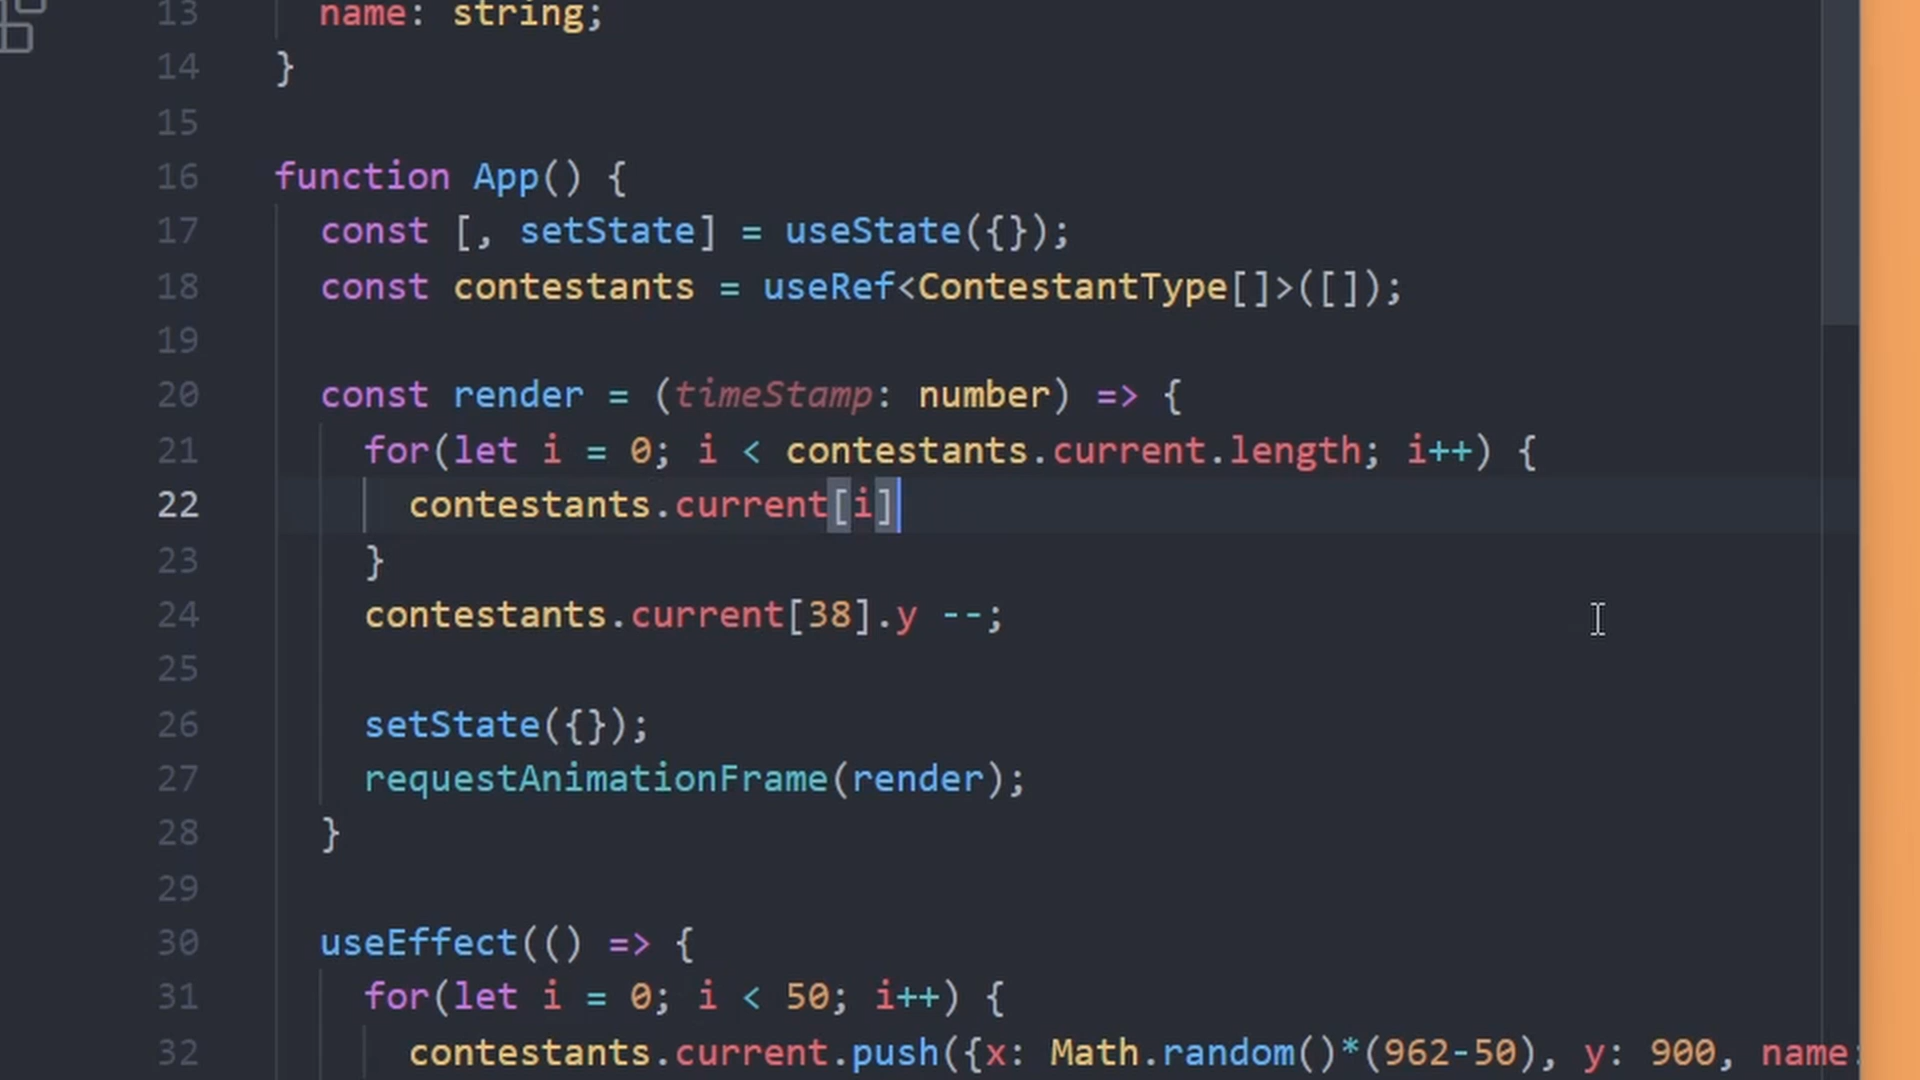 13 name: string;
14 }
15
16 function App() {
17 const [, setState] = useState({});
18 const contestants = useRef<ContestantType[]>([]);
19
20 const render = (timeStamp: number) => {
21 for(let i = 0; i < contestants.current.length; i++) {
22 contestants.current[i]
23 }
24 contestants.current[38].y --;
25
26 setState({});
27 requestAnimationFrame(render);
28 }
29
30 useEffect(() => {
31 for(let i = 0; i < 50; i++) {
32 contestants.current.push({x: Math.random()*(962-50), y: 900, name: